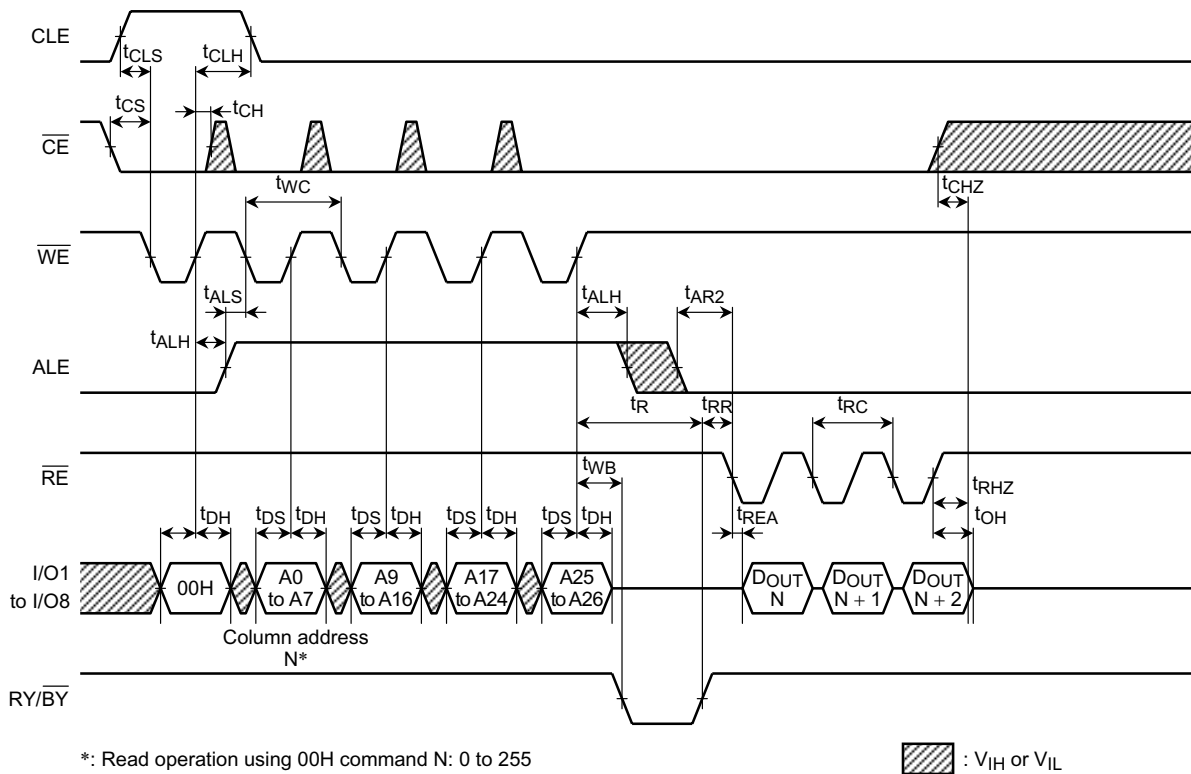 CLE
tCLS
tCLH
tCS
tCH
CE
tWC
tCHZ
WE
tALS
tALH
tAR2
tALH
ALE
tR
tRR
tRC
RE
tWB
tRHZ
tREA
tOH
tDH
tDS
tDH
tDS
tDH
tDS
tDH
tDS
tDH
I/O1
to I/O8
00H
A0
to A7
A9
to A16
A17
to A24
A25
to A26
DOUT
N
DOUT
N + 1
DOUT
N + 2
Column address
N*
RY/BY
*: Read operation using 00H command N: 0 to 255
: VIH or VIL